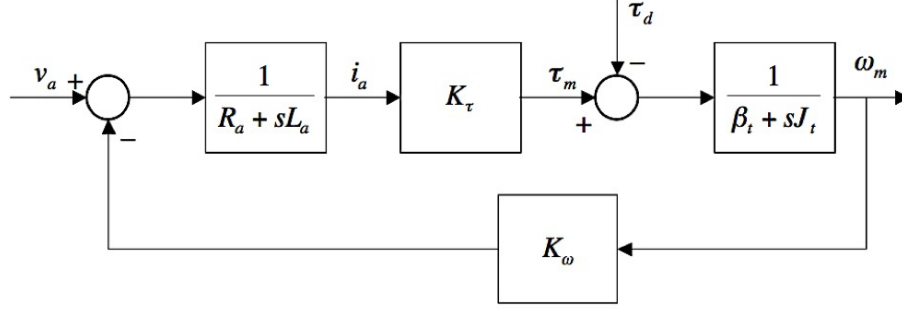 τ_d
v_a + 1 / (R_a + sL_a) i_a K_τ τ_m + − 1 / (β_t + sJ_t) ω_m
−
K_ω